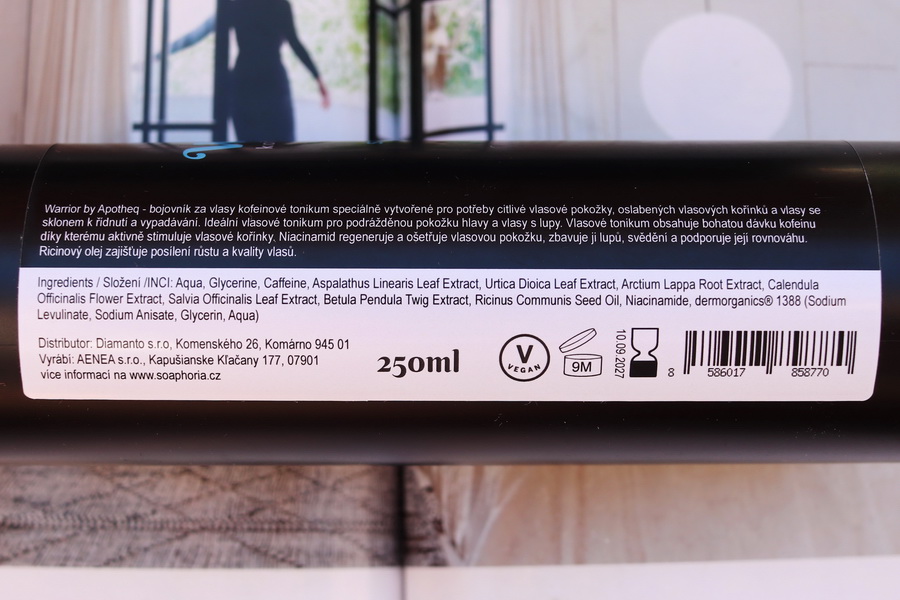 Warrior by Apotheq - bojovník za vlasy kofeinové tonikum speciálně vytvořené pro potřeby citlivé vlasové pokožky, oslabených vlasových kořínků a vlasy se
sklonem k řídnutí a vypadávání. Ideální vlasové tonikum pro podrážděnou pokožku hlavy a vlasy s lupy. Vlasové tonikum obsahuje bohatou dávku kofeinu
díky kterému aktivně stimuluje vlasové kořínky. Niacinamid regeneruje a ošetřuje vlasovou pokožku, zbavuje ji lupů, svědění a podporuje její rovnováhu.
Ricinový olej zajišťuje posílení růstu a kvality vlasů.
Ingredients / Složení /INCI: Aqua, Glycerine, Caffeine, Aspalathus Linearis Leaf Extract, Urtica Dioica Leaf Extract, Arctium Lappa Root Extract, Calendula
Officinalis Flower Extract, Salvia Officinalis Leaf Extract, Betula Pendula Twig Extract, Ricinus Communis Seed Oil, Niacinamide, dermorganics® 1388 (Sodium
Levulinate, Sodium Anisate, Glycerin, Aqua)
Distributor: Diamanto s.r.o, Komenského 26, Komárno 945 01
Vyrábí: AENEA s.r.o., Kapušianske Kľačany 177, 07901
více informací na www.soaphoria.cz
250ml
V
VEGAN
9M
10.09.2027
8 586017 858770